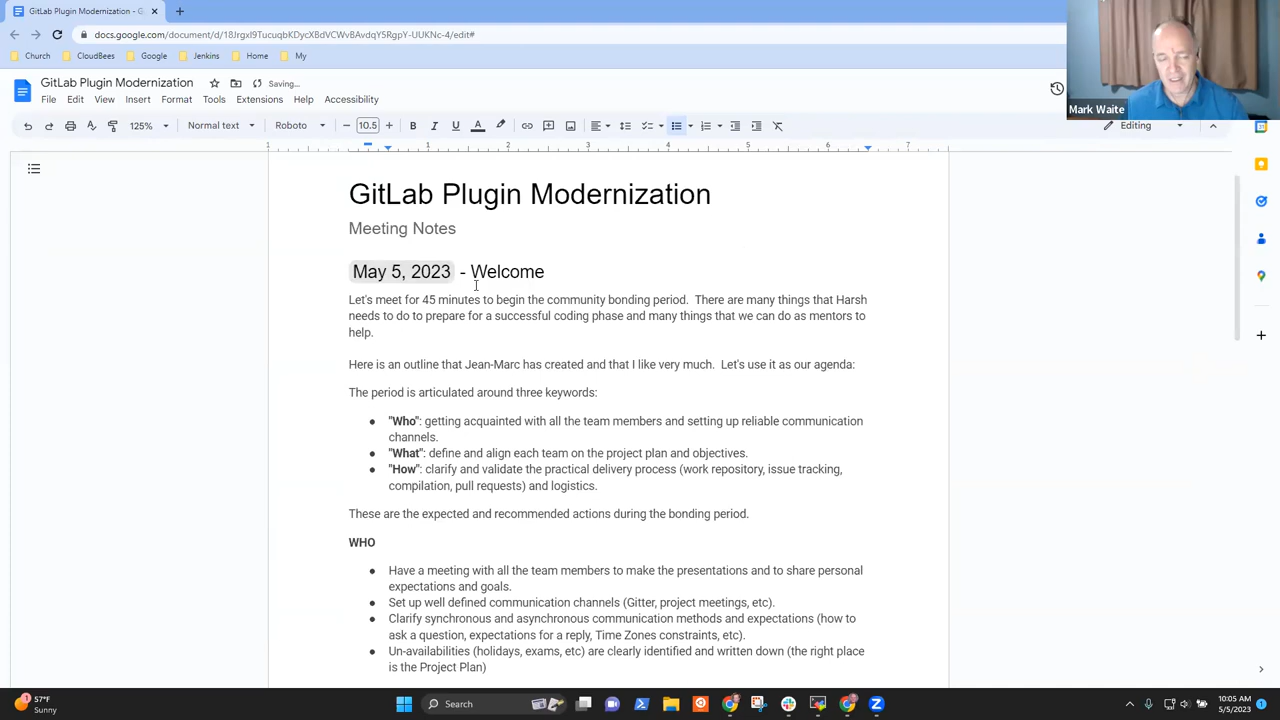 GitLab Plugin Modernization -
docs.google.com/document/d/18Jrgxl9TucuqbKDycXBdVCWvBAvdqY5RgpY-UUKNc-4/edit#
Church CloudBees Google Jenkins Home My
GitLab Plugin Modernization Saving...
File Edit View Insert Format Tools Extensions Help Accessibility
Mark Waite
125% Normal text Roboto 10.5 Editing
1 1 2 3 4 5 6 7
GitLab Plugin Modernization
Meeting Notes
May 5, 2023 - Welcome
Let's meet for 45 minutes to begin the community bonding period. There are many things that Harsh
needs to do to prepare for a successful coding phase and many things that we can do as mentors to
help.
Here is an outline that Jean-Marc has created and that I like very much. Let's use it as our agenda:
The period is articulated around three keywords:
● "Who": getting acquainted with all the team members and setting up reliable communication
channels.
● "What": define and align each team on the project plan and objectives.
● "How": clarify and validate the practical delivery process (work repository, issue tracking,
compilation, pull requests) and logistics.
These are the expected and recommended actions during the bonding period.
WHO
● Have a meeting with all the team members to make the presentations and to share personal
expectations and goals.
● Set up well defined communication channels (Gitter, project meetings, etc).
● Clarify synchronous and asynchronous communication methods and expectations (how to
ask a question, expectations for a reply, Time Zones constraints, etc).
● Un-availabilities (holidays, exams, etc) are clearly identified and written down (the right place
is the Project Plan)
57°F
Sunny
Search
10:05 AM
5/5/2023